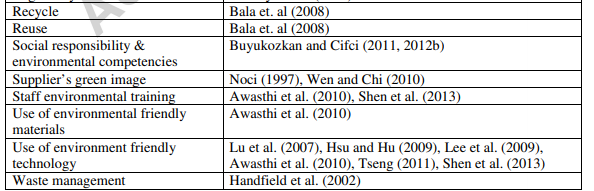 Recycle Bala et. al (2008)
Reuse Bala et. al (2008)
Social responsibility & Buyukozkan and Cifci (2011, 2012b)
environmental competencies
Supplier's green image Noci (1997), Wen and Chi (2010)
Staff environmental training Awasthi et al. (2010), Shen et al. (2013)
Use of environmental friendly Awasthi et al. (2010)
materials
Use of environment friendly Lu et al. (2007), Hsu and Hu (2009), Lee et al. (2009),
technology Awasthi et al. (2010), Tseng (2011), Shen et al. (2013)
Waste management Handfield et al. (2002)